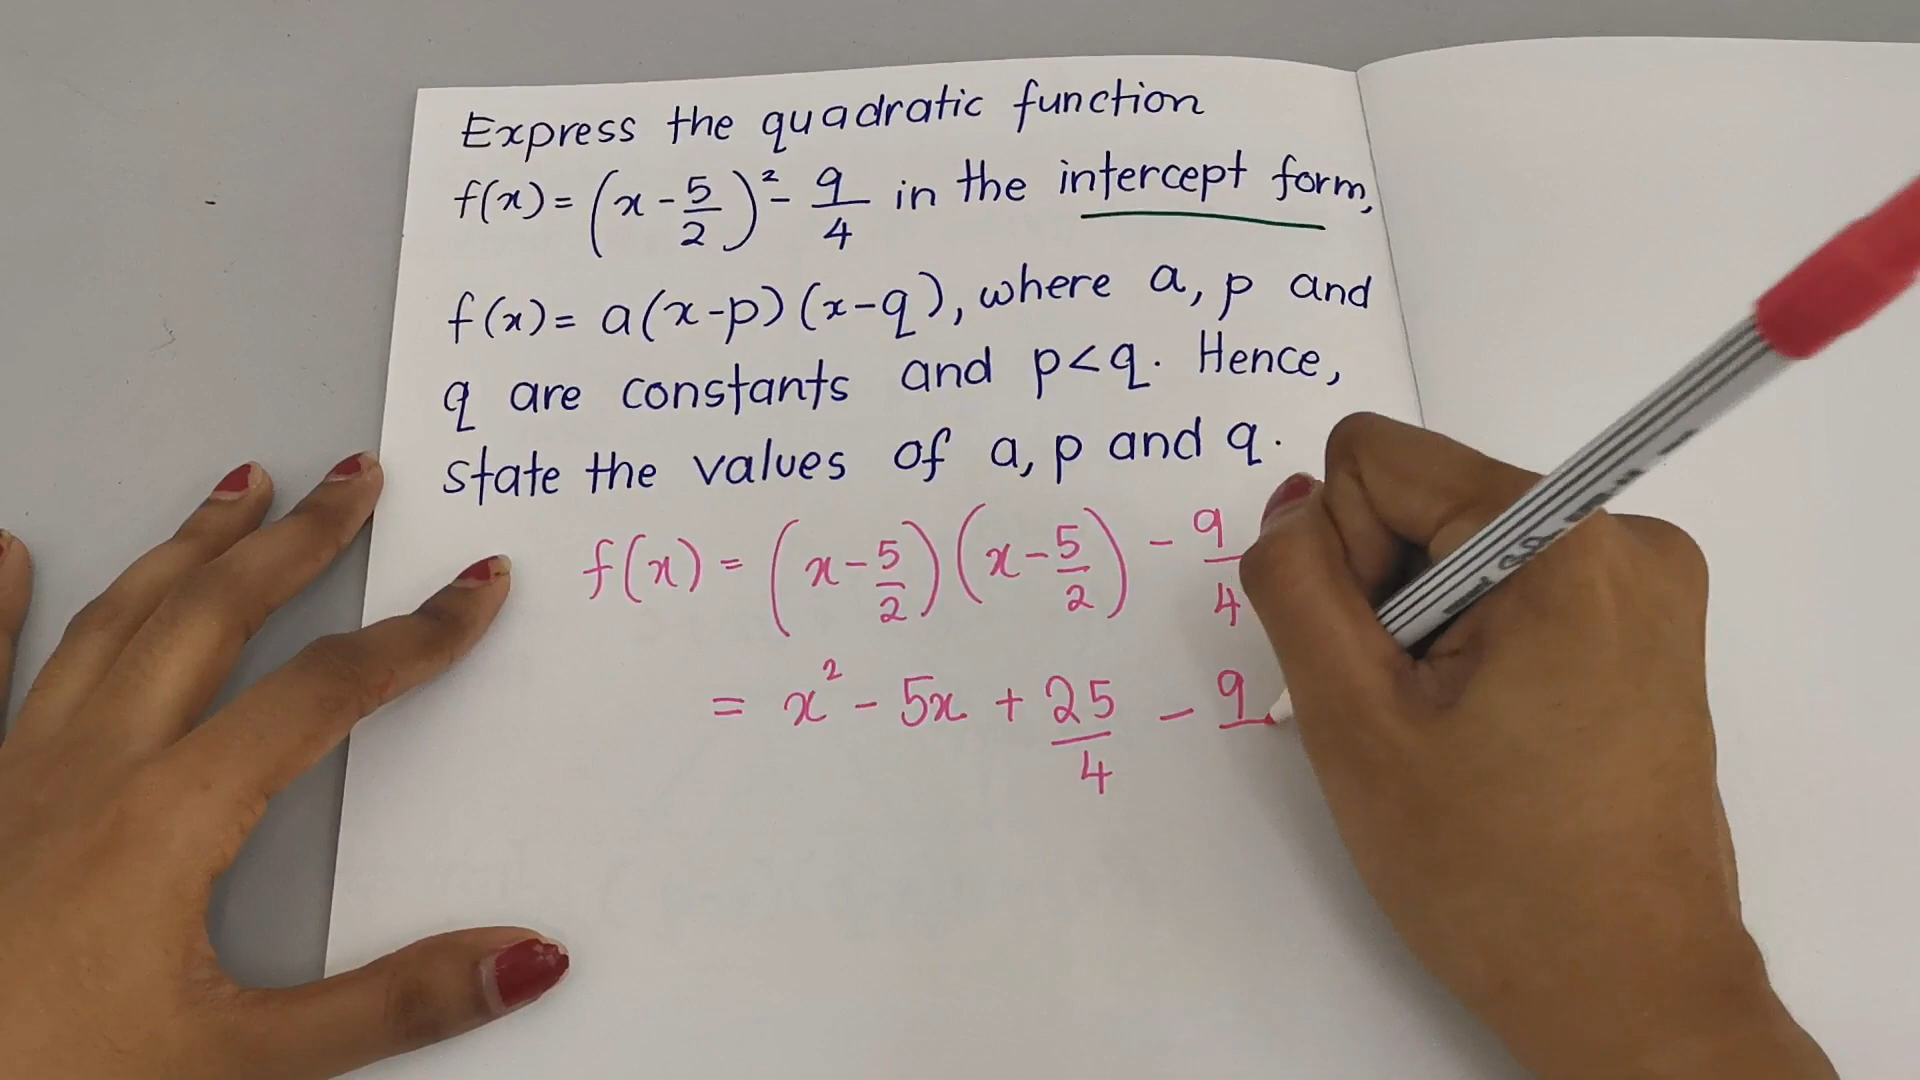 Express the quadratic function
f(x) = (x - 5/2)² - 9/4 in the intercept form,
f(x) = a(x-p)(x-q), where a, p and
q are constants and p<q. Hence,
state the values of a, p and q.
f(x) = (x - 5/2)(x - 5/2) - 9/4
= x² - 5x + 25/4 - 9